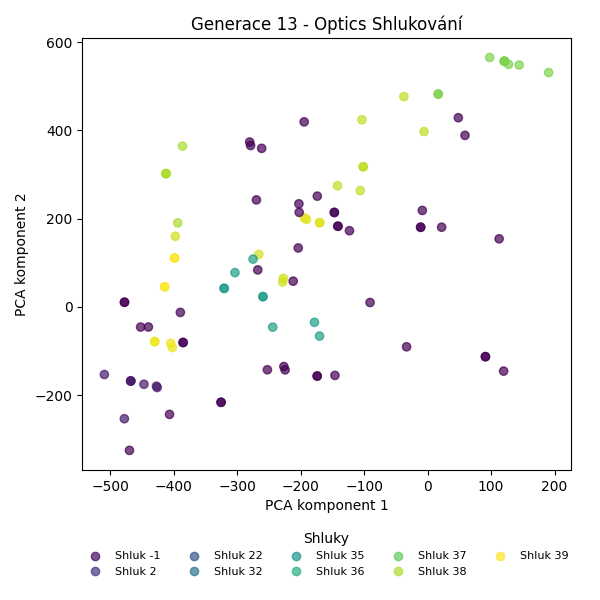 Generace 13 - Optics Shlukování
600
400
200
0
−200
PCA komponent 2
−500 −400 −300 −200 −100 0 100 200
PCA komponent 1
Shluky
Shluk -1 Shluk 22 Shluk 35 Shluk 37 Shluk 39
Shluk 2 Shluk 32 Shluk 36 Shluk 38